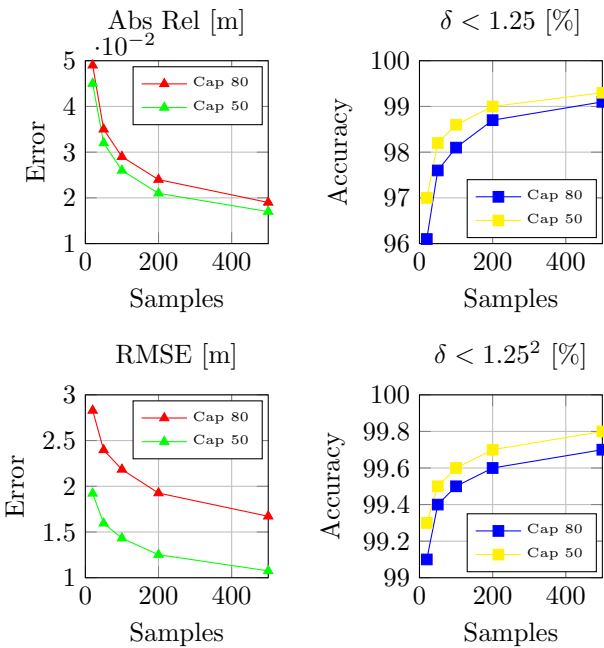 Abs Rel [m]
·10⁻²
5
4
3
2
1
0
200
400
Error
Samples
Cap 80
Cap 50
δ < 1.25 [%]
100
99
98
97
96
0
200
400
Accuracy
Samples
Cap 80
Cap 50
RMSE [m]
3
2.5
2
1.5
1
0
200
400
Error
Samples
Cap 80
Cap 50
δ < 1.25² [%]
100
99.8
99.6
99.4
99.2
99
0
200
400
Accuracy
Samples
Cap 80
Cap 50